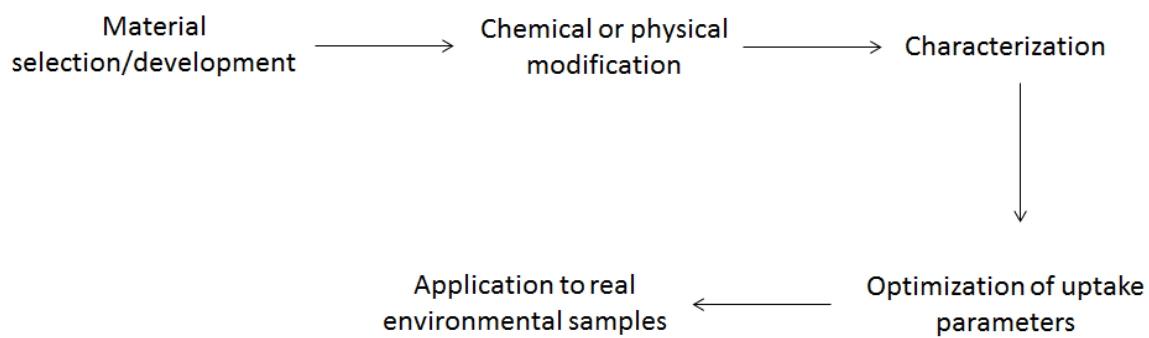 Material
selection/development
Chemical or physical
modification
Characterization
Optimization of uptake
parameters
Application to real
environmental samples